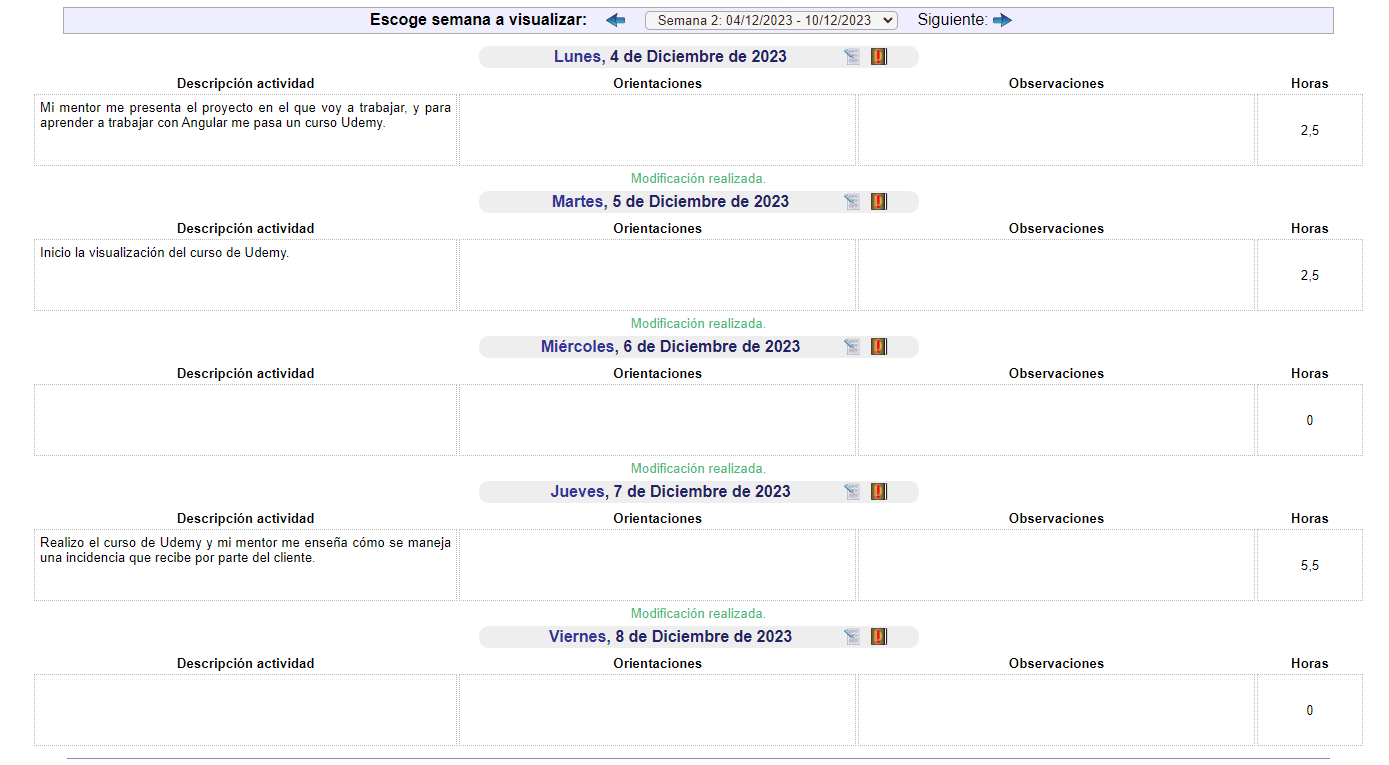 Escoge semana a visualizar: Semana 2: 04/12/2023 - 10/12/2023 Siguiente:
Lunes, 4 de Diciembre de 2023
Descripción actividad Orientaciones Observaciones Horas
Mi mentor me presenta el proyecto en el que voy a trabajar, y para
aprender a trabajar con Angular me pasa un curso Udemy.
2,5
Modificación realizada.
Martes, 5 de Diciembre de 2023
Descripción actividad Orientaciones Observaciones Horas
Inicio la visualización del curso de Udemy.
2,5
Modificación realizada.
Miércoles, 6 de Diciembre de 2023
Descripción actividad Orientaciones Observaciones Horas
0
Modificación realizada.
Jueves, 7 de Diciembre de 2023
Descripción actividad Orientaciones Observaciones Horas
Realizo el curso de Udemy y mi mentor me enseña cómo se maneja
una incidencia que recibe por parte del cliente.
5,5
Modificación realizada.
Viernes, 8 de Diciembre de 2023
Descripción actividad Orientaciones Observaciones Horas
0